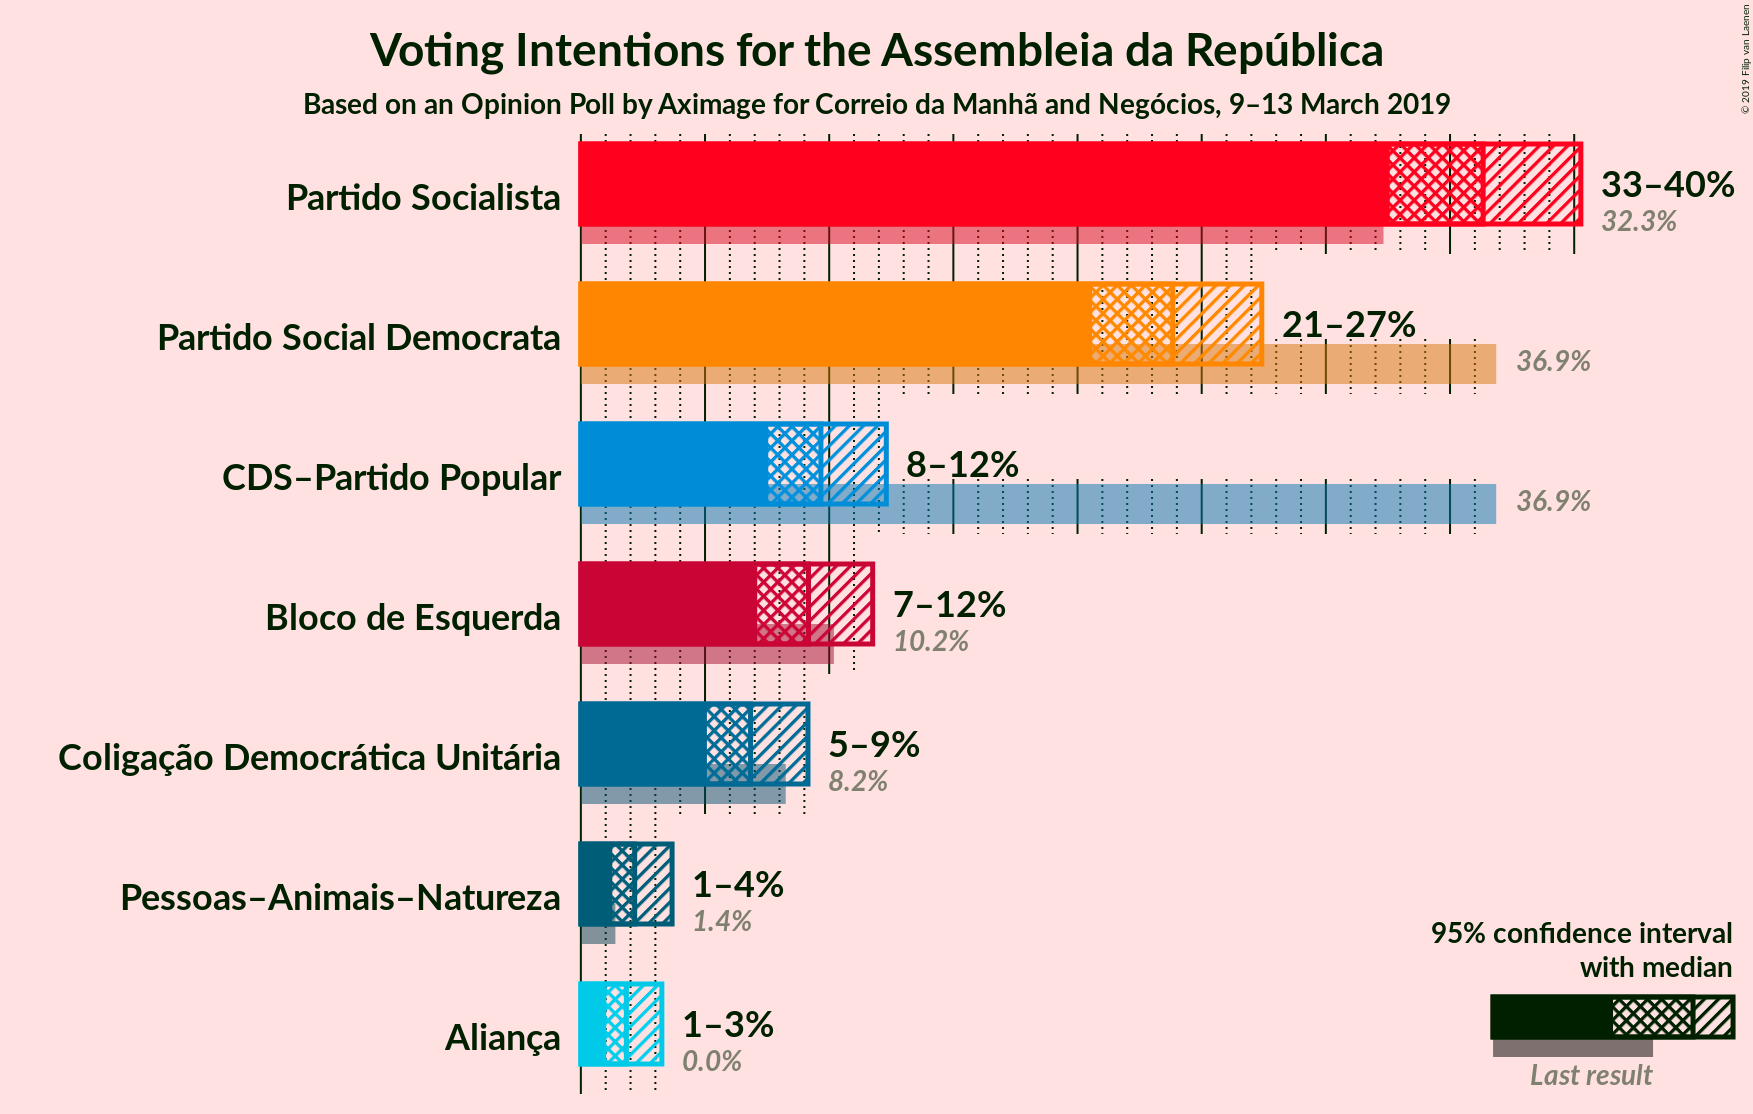 Voting Intentions for the Assembleia da República
Based on an Opinion Poll by Aximage for Correio da Manhã and Negócios, 9–13 March 2019
© 2019 Filip van Laenen
Partido Socialista
33–40%
32.3%
Partido Social Democrata
21–27%
36.9%
CDS–Partido Popular
8–12%
36.9%
Bloco de Esquerda
7–12%
10.2%
Coligação Democrática Unitária
5–9%
8.2%
Pessoas–Animais–Natureza
1–4%
1.4%
Aliança
1–3%
0.0%
95% confidence interval
with median
Last result